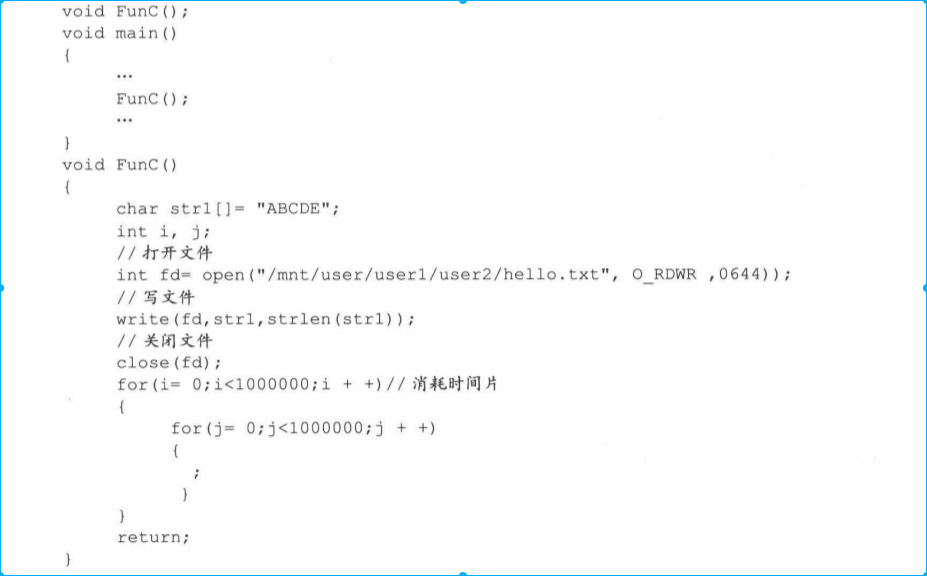 void FunC();
void main()
{
…
FunC();
…
}
void FunC()
{
char str1[]= "ABCDE";
int i, j;
//打开文件
int fd= open("/mnt/user/user1/user2/hello.txt", O_RDWR ,0644));
//写文件
write(fd,str1,strlen(str1));
//关闭文件
close(fd);
for(i= 0;i<1000000;i + +)//消耗时间片
{
for(j= 0;j<1000000;j + +)
{
;
}
}
return;
}